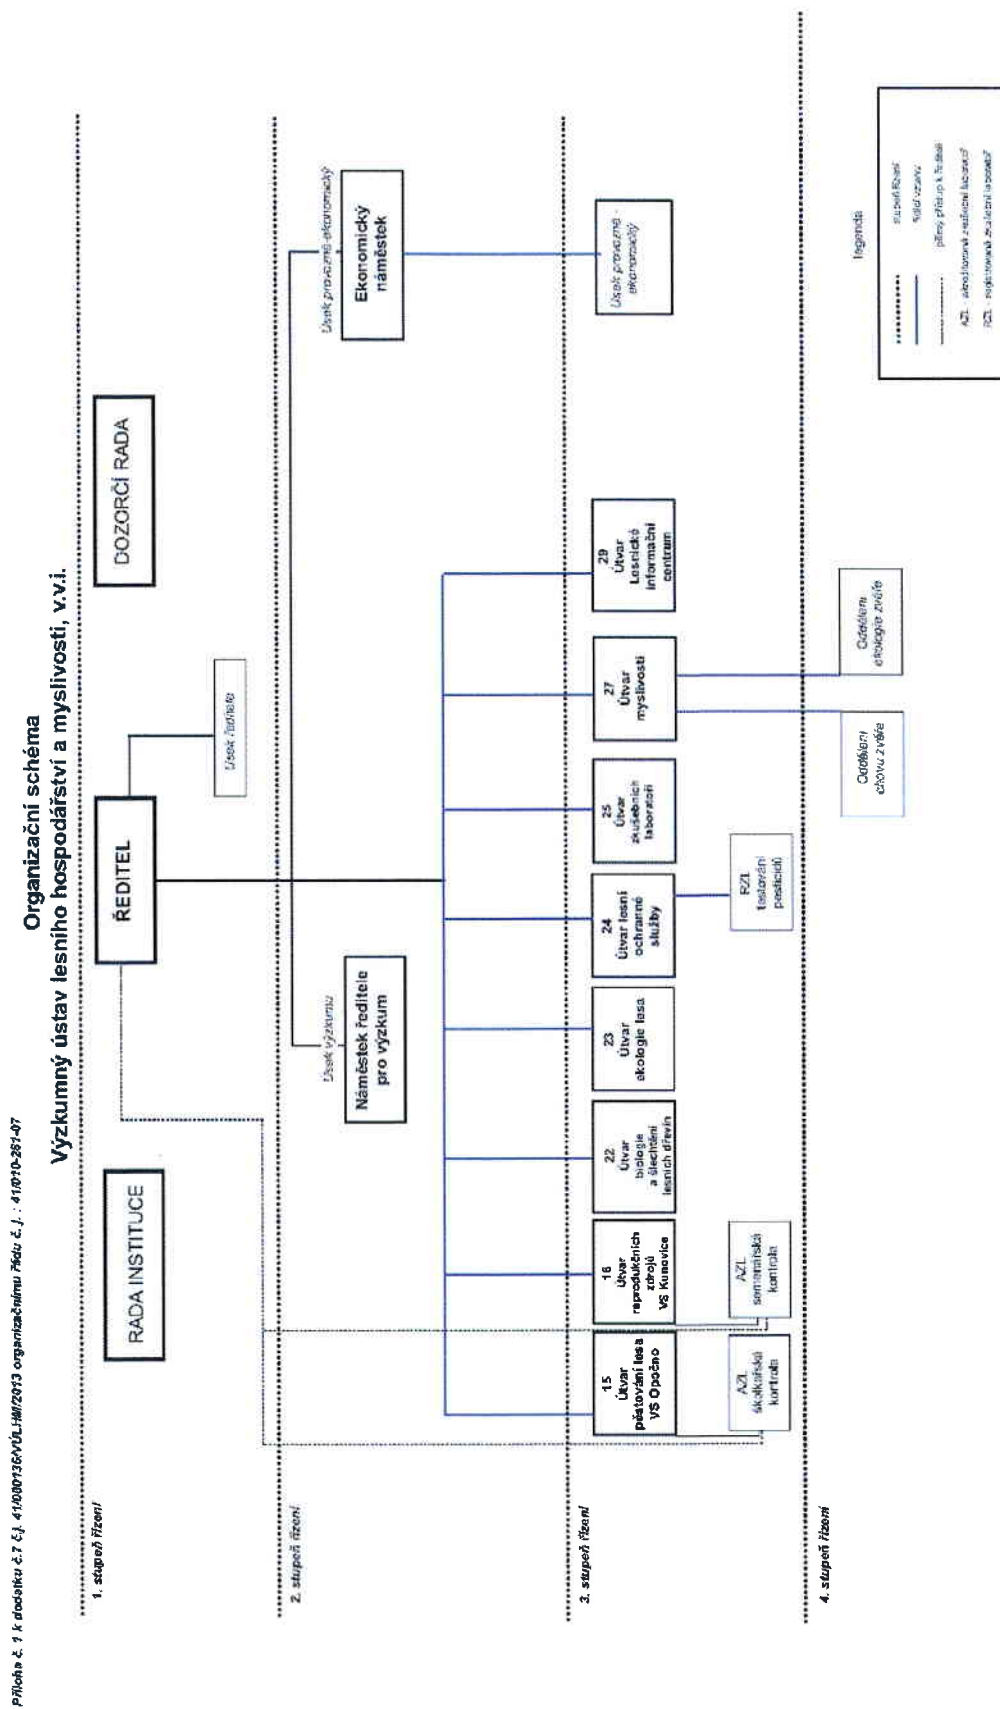 Příloha č. 1 k dodatku č.7 č.j. 41/000136/VÚLHM/2013 organizačnímu řádu č.j. : 41/010-261-07
Organizační schéma
Výzkumný ústav lesního hospodářství a myslivosti, v.v.i.
1. stupeň řízení
RADA INSTITUCE
ŘEDITEL
DOZORČÍ RADA
Úsek ředitele
2. stupeň řízení
Úsek výzkumu
Náměstek ředitele
pro výzkum
Úsek provozně-ekonomický
Ekonomický
náměstek
3. stupeň řízení
15
Útvar
pěstování lesa
VS Opočno
16
Útvar
reprodukčních
zdrojů
VS Kunovice
22
Útvar
biologie
a šlechtění
lesních dřevin
23
Útvar
ekologie lesa
24
Útvar lesní
ochranné
služby
25
Útvar
zkušebních
laboratoří
27
Útvar
myslivosti
29
Útvar
Lesnické
informační
centrum
Úsek provozně -
ekonomický
AZL
školkařská
kontrola
AZL
semenářská
kontrola
RZL
testování
pesticidů
4. stupeň řízení
Oddělení
chovu zvěře
Oddělení
ekologie zvěře
legenda
stupeň řízení
řídící vztahy
přímý přístup k řediteli
AZL - akreditovaná zkušební laboratoř
RZL - registrovaná zkušební laboratoř